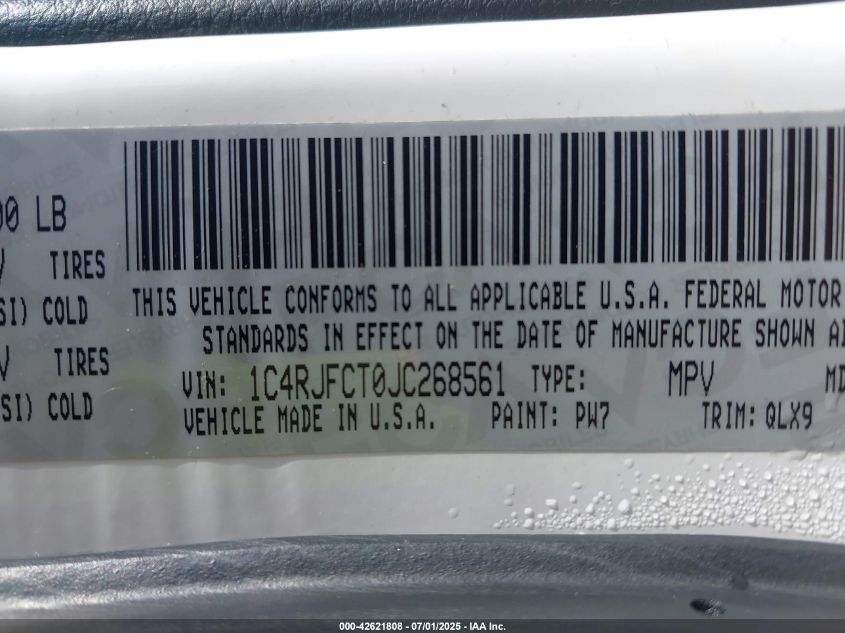 00 LB
TIRES
SI) COLD
TIRES
SI) COLD
THIS VEHICLE CONFORMS TO ALL APPLICABLE U.S.A. FEDERAL MOTOR
STANDARDS IN EFFECT ON THE DATE OF MANUFACTURE SHOWN A
VIN: 1C4RJFCT0JC268561 TYPE: MPV MD
VEHICLE MADE IN U.S.A. PAINT: PW7 TRIM: QLX9
000-42621808 - 07/01/2025 - IAA Inc.